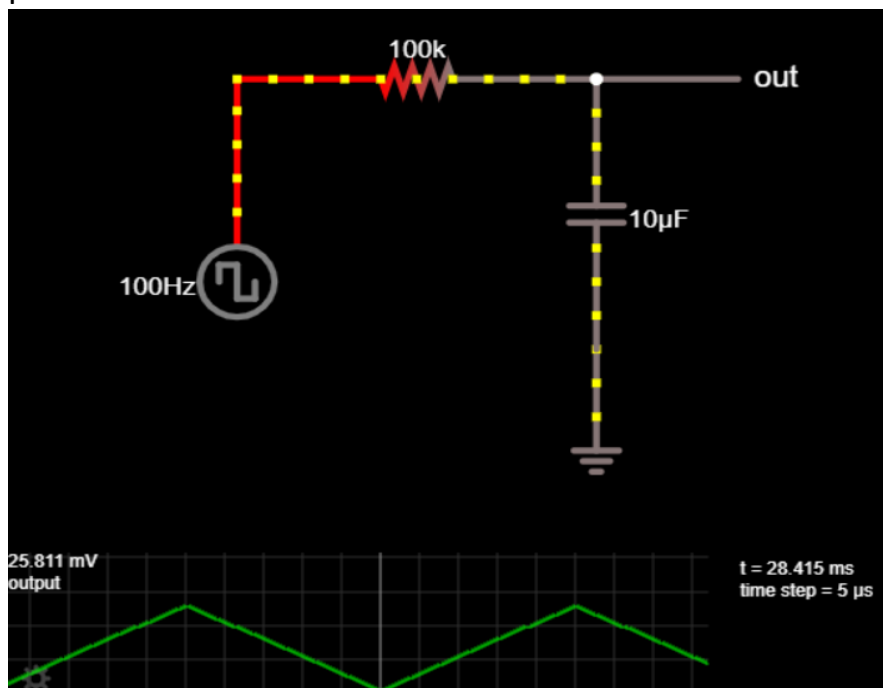 100k
out
10µF
100Hz
25.811 mV
output
t = 28.415 ms
time step = 5 µs